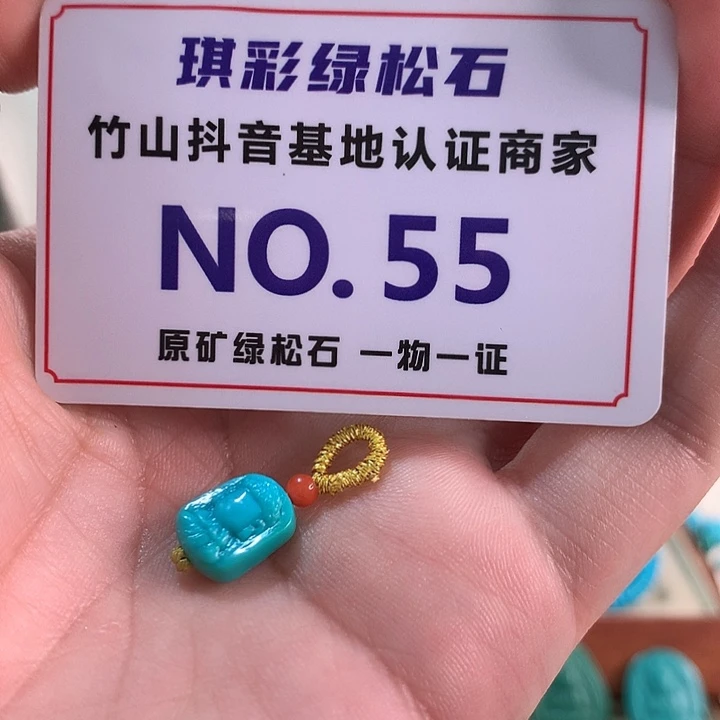 琪彩绿松石
竹山抖音基地认证商家
NO. 55
原矿绿松石 一物一证